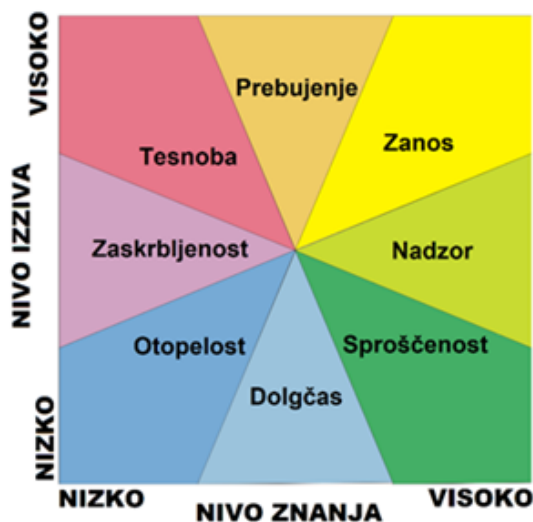 VISOKO
NIVO IZZIVA
NIZKO
Prebujenje
Tesnoba
Zanos
Zaskrbljenost
Nadzor
Otopelost
Sproščenost
Dolgčas
NIZKO
NIVO ZNANJA
VISOKO